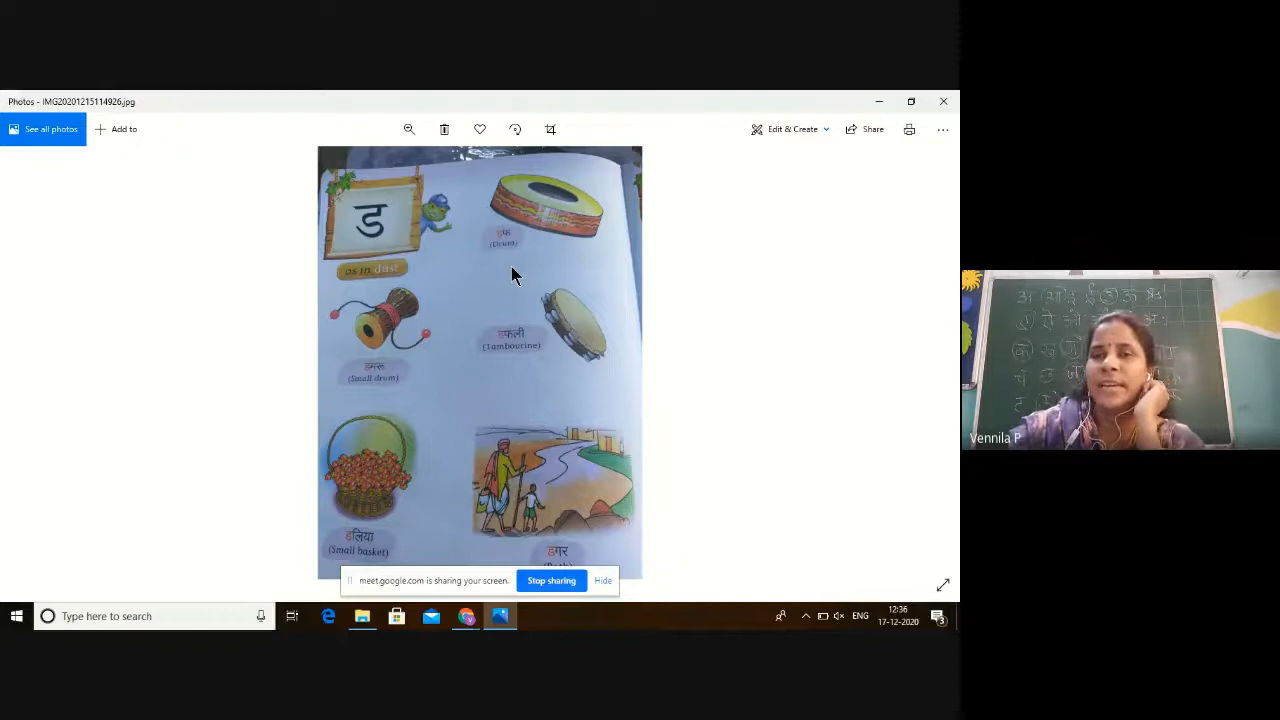 Photos - IMG20201215114926.jpg
See all photos
Add to
Edit & Create
Share
ड
as in dust
डफ
(Drum)
डमरू
(Small drum)
डफली
(Tambourine)
डलिया
(Small basket)
डगर
meet.google.com is sharing your screen.
Stop sharing
Hide
Vennila P
Type here to search
ENG
12:36
17-12-2020
3